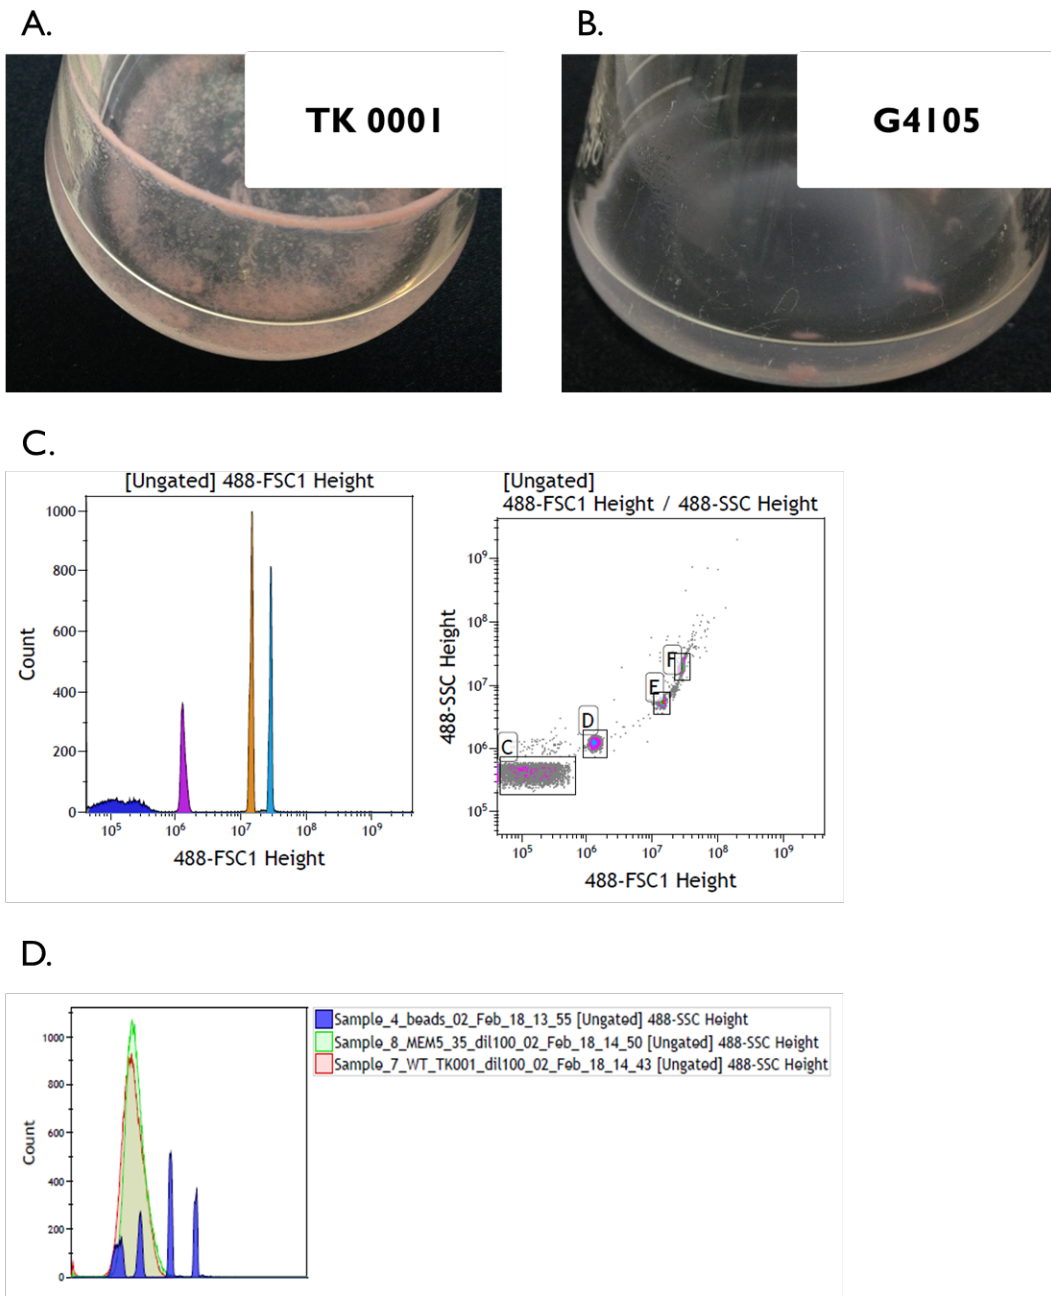 A.
B.
TK 0001
G4105
C.
[Ungated] 488-FSC1 Height
1000
800
600
400
200
0
Count
10⁵
10⁶
10⁷
10⁸
10⁹
488-FSC1 Height
[Ungated]
488-FSC1 Height / 488-SSC Height
10⁹
10⁸
10⁷
10⁶
10⁵
488-SSC Height
F
E
D
C
10⁵
10⁶
10⁷
10⁸
10⁹
488-FSC1 Height
D.
1000
800
600
400
200
0
Count
Sample_4_beads_02_Feb_18_13_55 [Ungated] 488-SSC Height
Sample_8_MEM5_35_dil100_02_Feb_18_14_50 [Ungated] 488-SSC Height
Sample_7_WT_TK001_dil100_02_Feb_18_14_43 [Ungated] 488-SSC Height